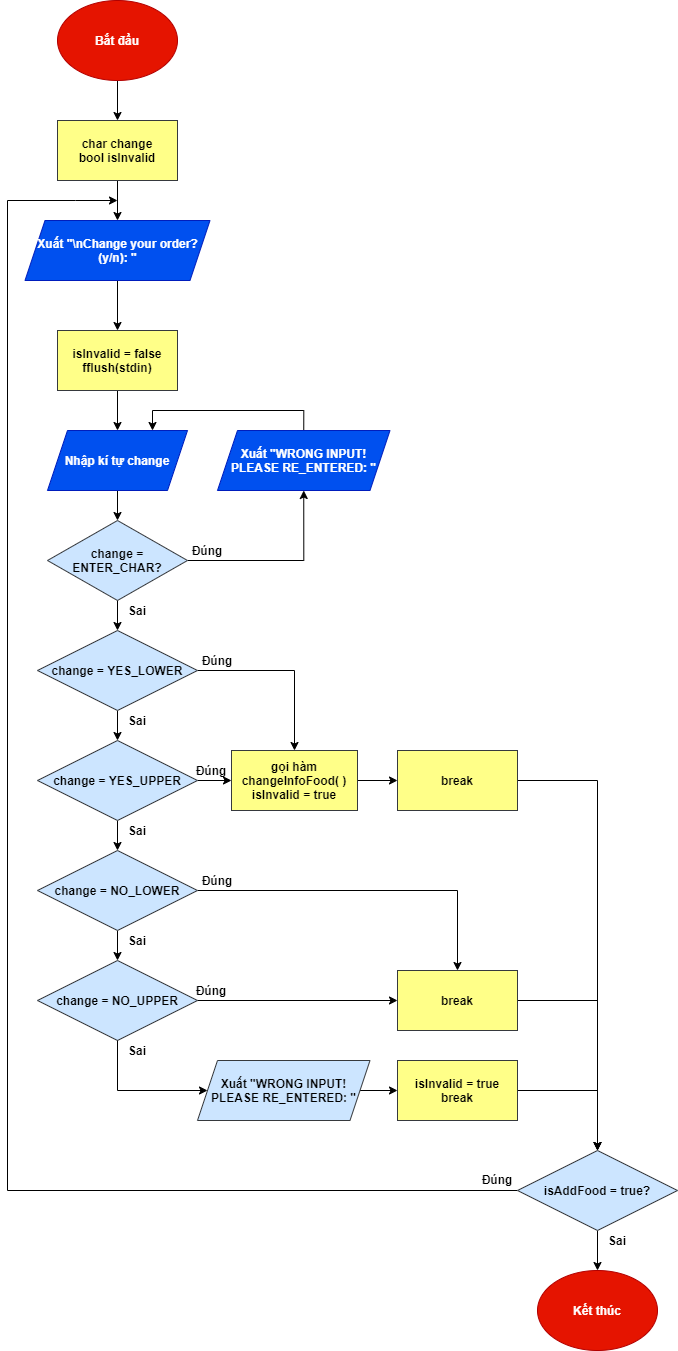 Bắt đầu
char change
bool isInvalid
Xuất "\nChange your order?
(y/n): "
isInvalid = false
fflush(stdin)
Nhập kí tự change
Xuất "WRONG INPUT!
PLEASE RE_ENTERED: "
change =
ENTER_CHAR?
Đúng
Sai
change = YES_LOWER
Đúng
Sai
change = YES_UPPER
Đúng
gọi hàm
changeInfoFood( )
isInvalid = true
break
Sai
change = NO_LOWER
Đúng
Sai
change = NO_UPPER
Đúng
break
Sai
Xuất "WRONG INPUT!
PLEASE RE_ENTERED: "
isInvalid = true
break
Đúng
isAddFood = true?
Sai
Kết thúc